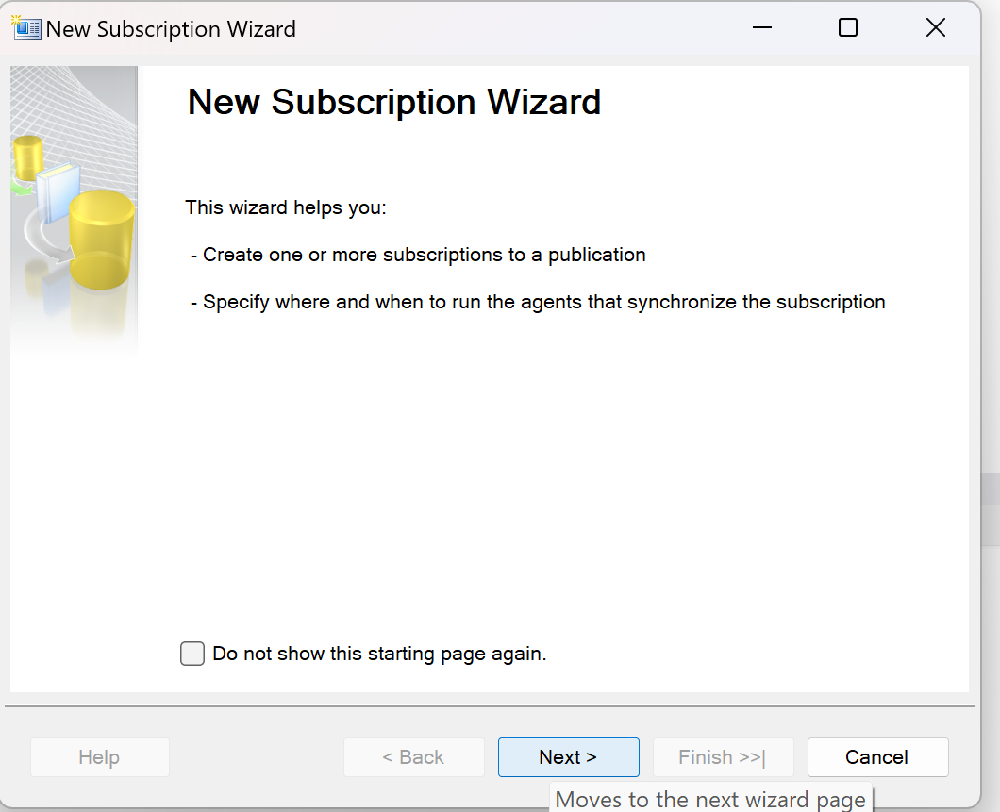 New Subscription Wizard
New Subscription Wizard
This wizard helps you:
- Create one or more subscriptions to a publication
- Specify where and when to run the agents that synchronize the subscription
Do not show this starting page again.
Help
< Back
Next >
Finish >>|
Cancel
Moves to the next wizard page